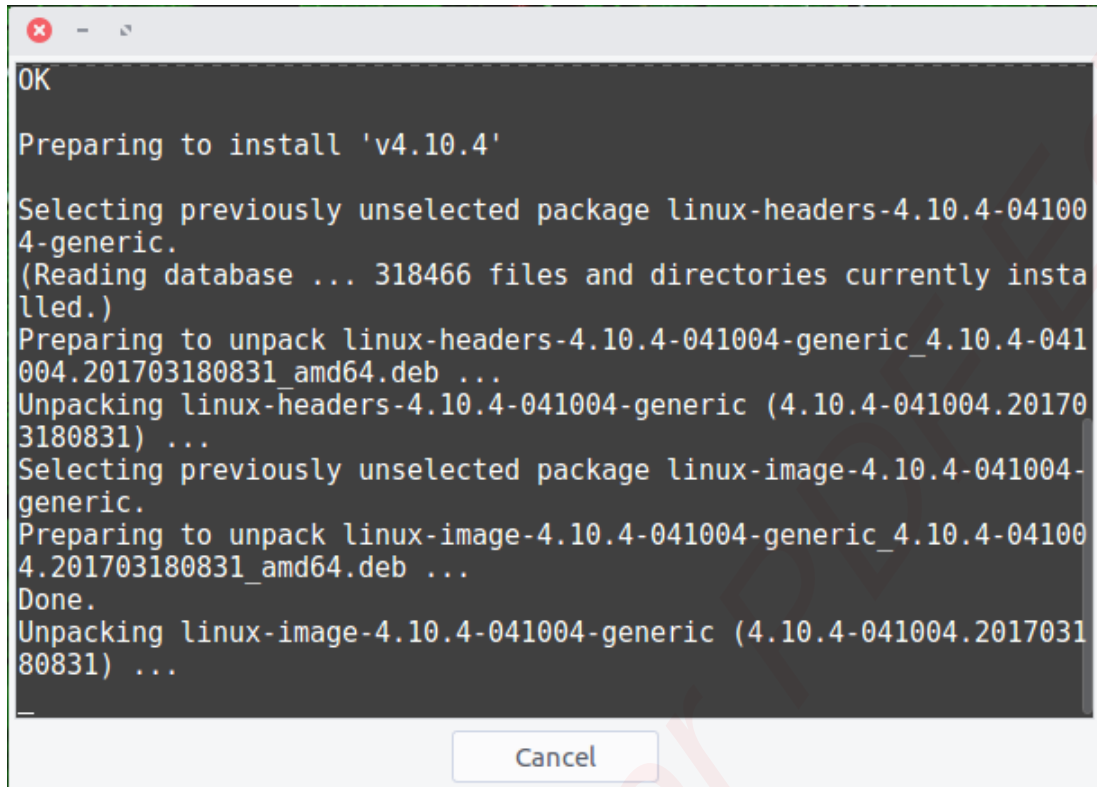 OK
Preparing to install 'v4.10.4'
Selecting previously unselected package linux-headers-4.10.4-04100
4-generic.
(Reading database ... 318466 files and directories currently insta
lled.)
Preparing to unpack linux-headers-4.10.4-041004-generic_4.10.4-041
004.201703180831_amd64.deb ...
Unpacking linux-headers-4.10.4-041004-generic (4.10.4-041004.20170
3180831) ...
Selecting previously unselected package linux-image-4.10.4-041004-
generic.
Preparing to unpack linux-image-4.10.4-041004-generic_4.10.4-04100
4.201703180831_amd64.deb ...
Done.
Unpacking linux-image-4.10.4-041004-generic (4.10.4-041004.2017031
80831) ...
_
Cancel